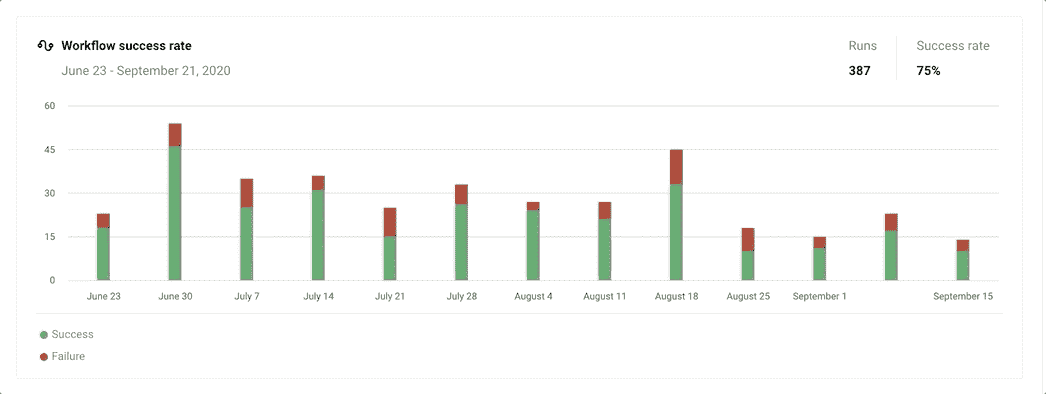 Workflow success rate
June 23 - September 21, 2020
Runs
387
Success rate
75%
60
45
30
15
0
June 23 June 30 July 7 July 14 July 21 July 28 August 4 August 11 August 18 August 25 September 1 September 15
Success
Failure